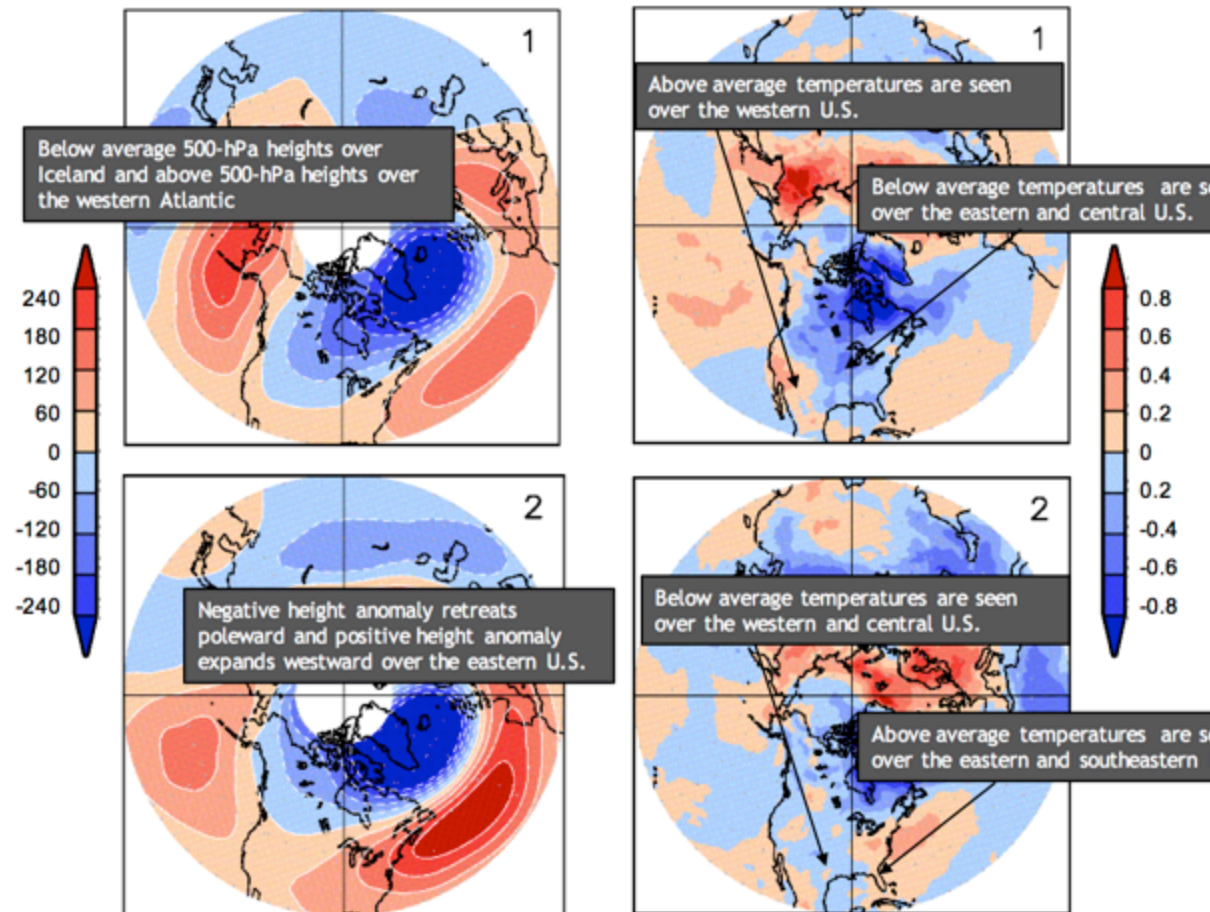 1
Below average 500-hPa heights over
Iceland and above 500-hPa heights over
the western Atlantic
240
180
120
60
0
-60
-120
-180
-240
1
Above average temperatures are seen
over the western U.S.
Below average temperatures are se
over the eastern and central U.S.
0.8
0.6
0.4
0.2
0
0.2
-0.4
-0.6
-0.8
2
Negative height anomaly retreats
poleward and positive height anomaly
expands westward over the eastern U.S.
2
Below average temperatures are seen
over the western and central U.S.
Above average temperatures are se
over the eastern and southeastern